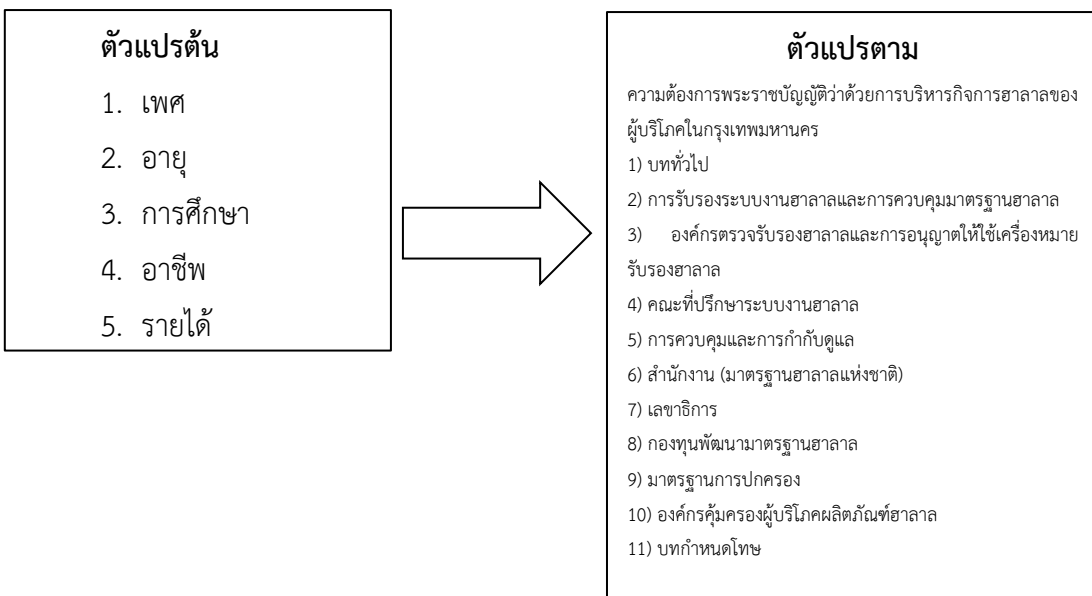 ตัวแปรต้น
1. เพศ
2. อายุ
3. การศึกษา
4. อาชีพ
5. รายได้
ตัวแปรตาม
ความต้องการพระราชบัญญัติว่าด้วยการบริหารกิจการฮาลาลของ
ผู้บริโภคในกรุงเทพมหานคร
1) บททั่วไป
2) การรับรองระบบงานฮาลาลและการควบคุมมาตรฐานฮาลาล
3) องค์กรตรวจรับรองฮาลาลและการอนุญาตให้ใช้เครื่องหมาย
รับรองฮาลาล
4) คณะที่ปรึกษาระบบงานฮาลาล
5) การควบคุมและการกำกับดูแล
6) สำนักงาน (มาตรฐานฮาลาลแห่งชาติ)
7) เลขาธิการ
8) กองทุนพัฒนามาตรฐานฮาลาล
9) มาตรฐานการปกครอง
10) องค์กรคุ้มครองผู้บริโภคผลิตภัณฑ์ฮาลาล
11) บทกำหนดโทษ